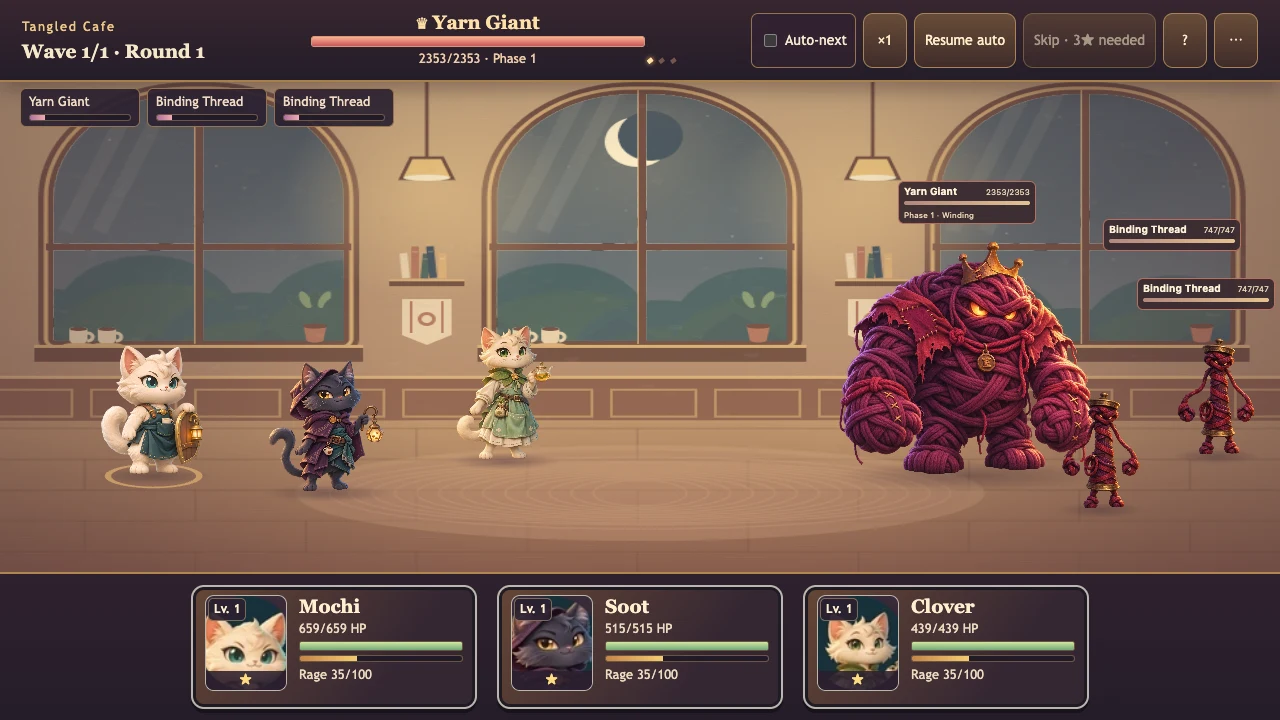 Tangled Cafe
Wave 1/1 · Round 1
♛ Yarn Giant
2353/2353 · Phase 1
Auto-next
×1
Resume auto
Skip · 3★ needed
?
···
Yarn Giant
Binding Thread
Binding Thread
Yarn Giant 2353/2353
Phase 1 · Winding
Binding Thread 747/747
Binding Thread 747/747
Lv. 1
Mochi
659/659 HP
Rage 35/100
Lv. 1
Soot
515/515 HP
Rage 35/100
Lv. 1
Clover
439/439 HP
Rage 35/100